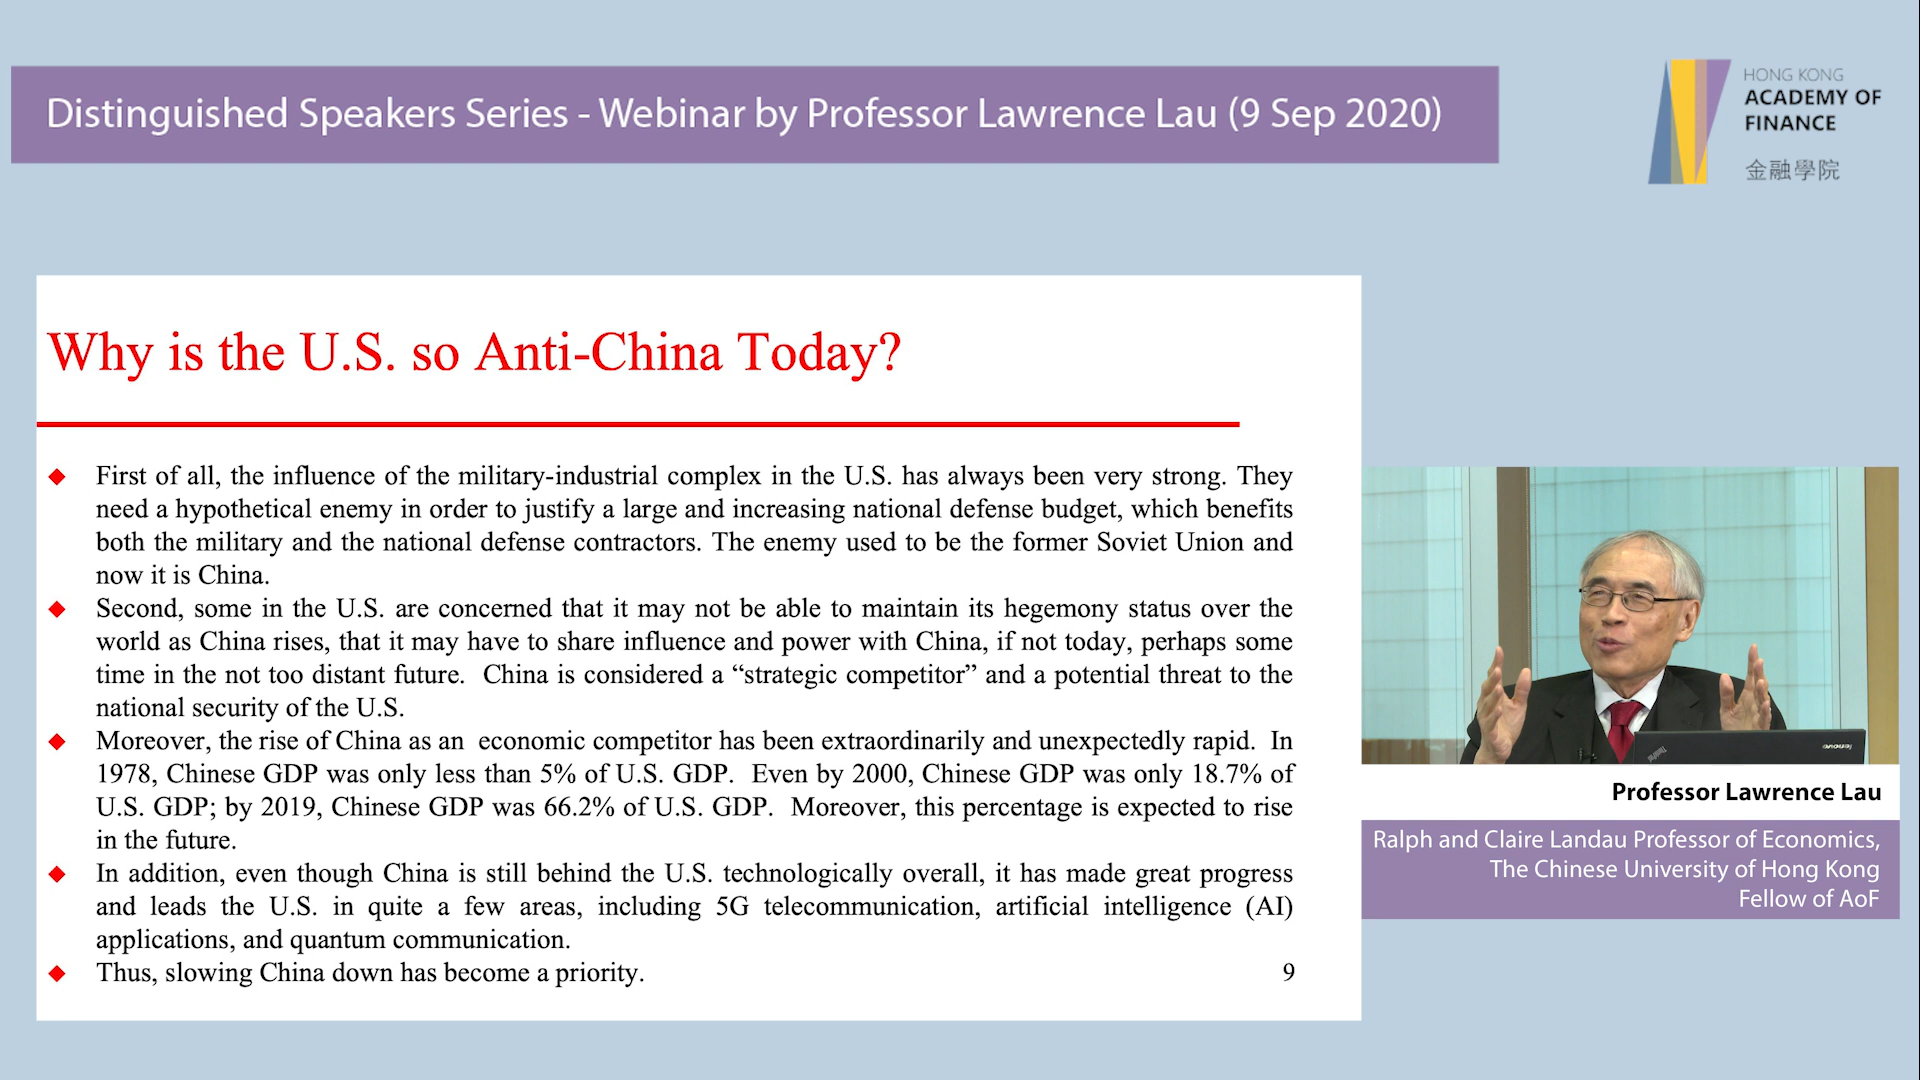 Distinguished Speakers Series - Webinar by Professor Lawrence Lau (9 Sep 2020)
HONG KONG
ACADEMY OF
FINANCE
金融學院
Why is the U.S. so Anti-China Today?
First of all, the influence of the military-industrial complex in the U.S. has always been very strong. They
need a hypothetical enemy in order to justify a large and increasing national defense budget, which benefits
both the military and the national defense contractors. The enemy used to be the former Soviet Union and
now it is China.
Second, some in the U.S. are concerned that it may not be able to maintain its hegemony status over the
world as China rises, that it may have to share influence and power with China, if not today, perhaps some
time in the not too distant future. China is considered a “strategic competitor” and a potential threat to the
national security of the U.S.
Moreover, the rise of China as an economic competitor has been extraordinarily and unexpectedly rapid. In
1978, Chinese GDP was only less than 5% of U.S. GDP. Even by 2000, Chinese GDP was only 18.7% of
U.S. GDP; by 2019, Chinese GDP was 66.2% of U.S. GDP. Moreover, this percentage is expected to rise
in the future.
In addition, even though China is still behind the U.S. technologically overall, it has made great progress
and leads the U.S. in quite a few areas, including 5G telecommunication, artificial intelligence (AI)
applications, and quantum communication.
Thus, slowing China down has become a priority.
9
ThinkPad
lenovo
Professor Lawrence Lau
Ralph and Claire Landau Professor of Economics,
The Chinese University of Hong Kong
Fellow of AoF